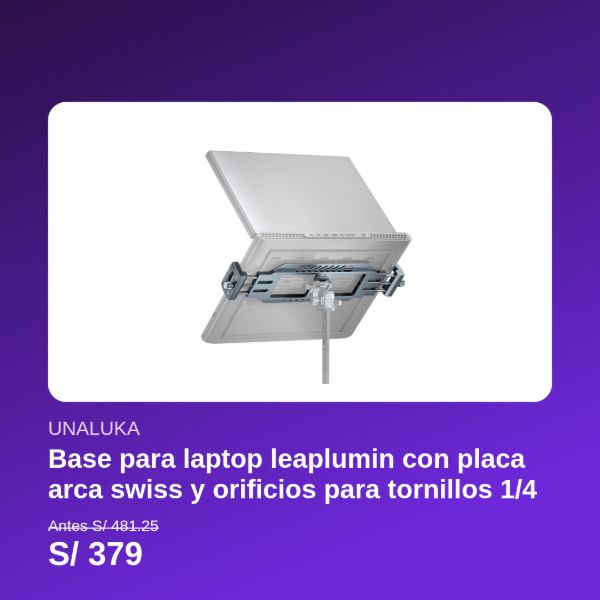 UNALUKA
Base para laptop leaplumin con placa
arca swiss y orificios para tornillos 1/4
Antes S/ 481.25
S/ 379